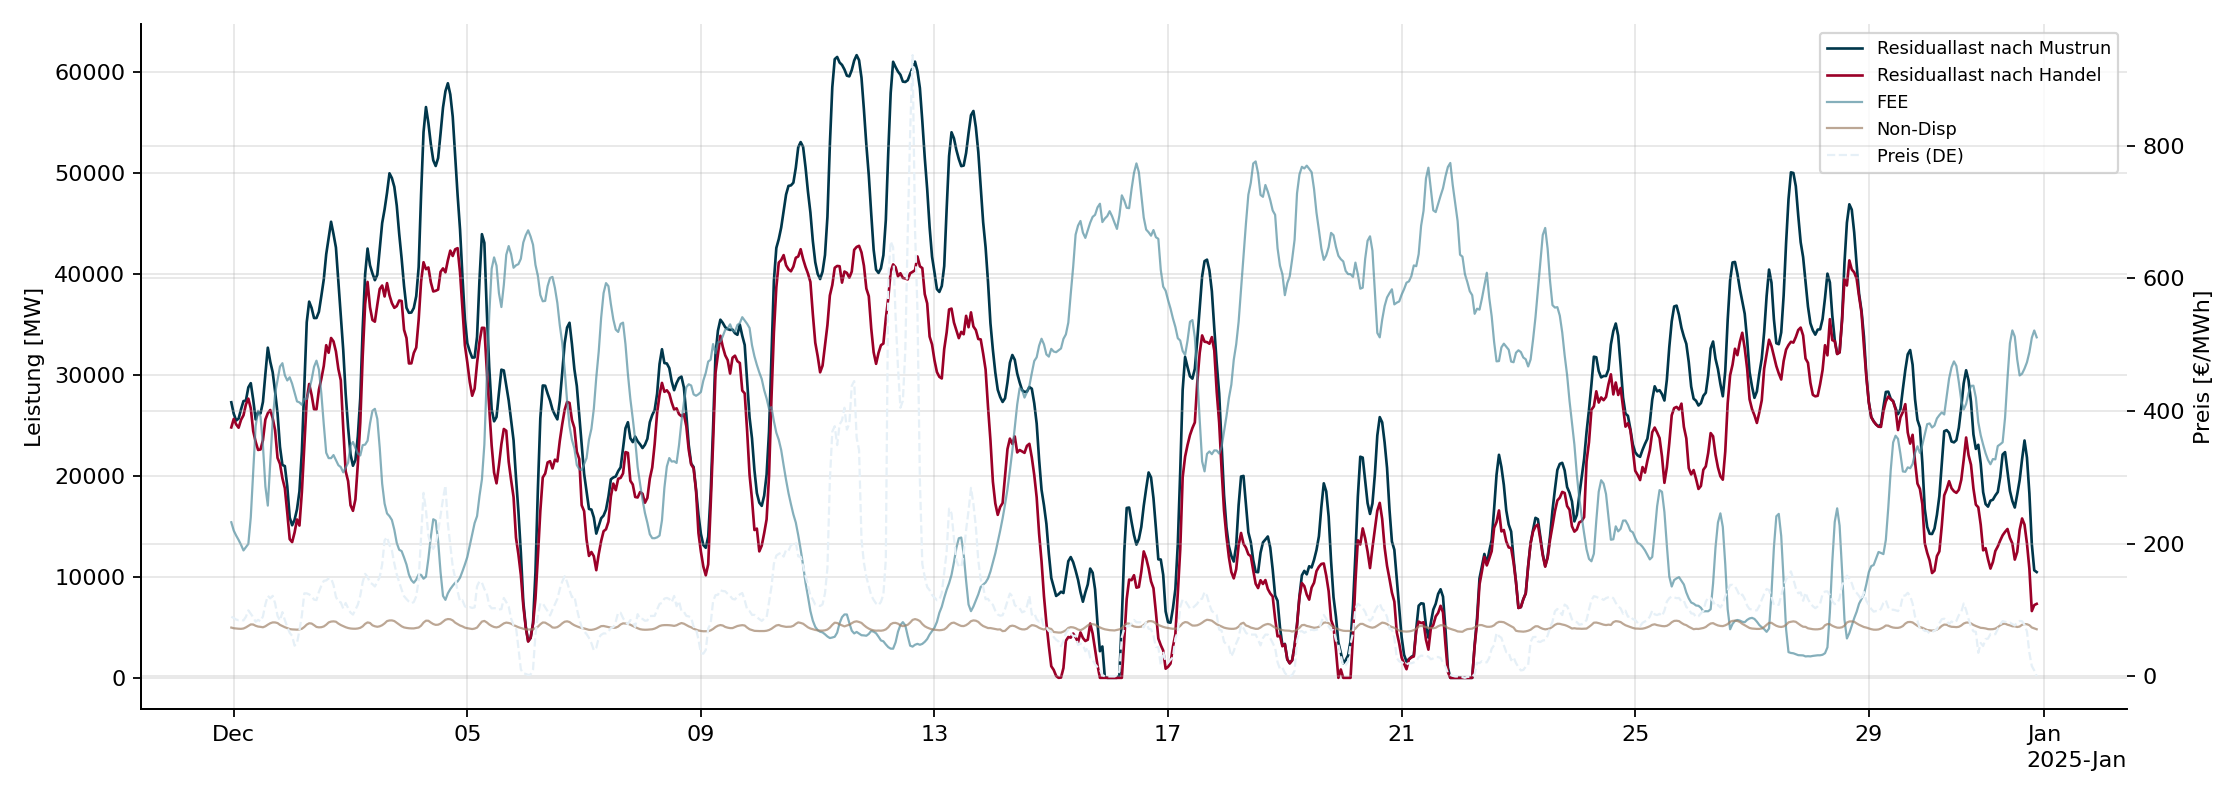 Residuallast nach Mustrun
Residuallast nach Handel
FEE
Non-Disp
Preis (DE)
Leistung [MW]
60000
50000
40000
30000
20000
10000
0
Preis [€/MWh]
800
600
400
200
0
Dec 05 09 13 17 21 25 29 Jan
2025-Jan